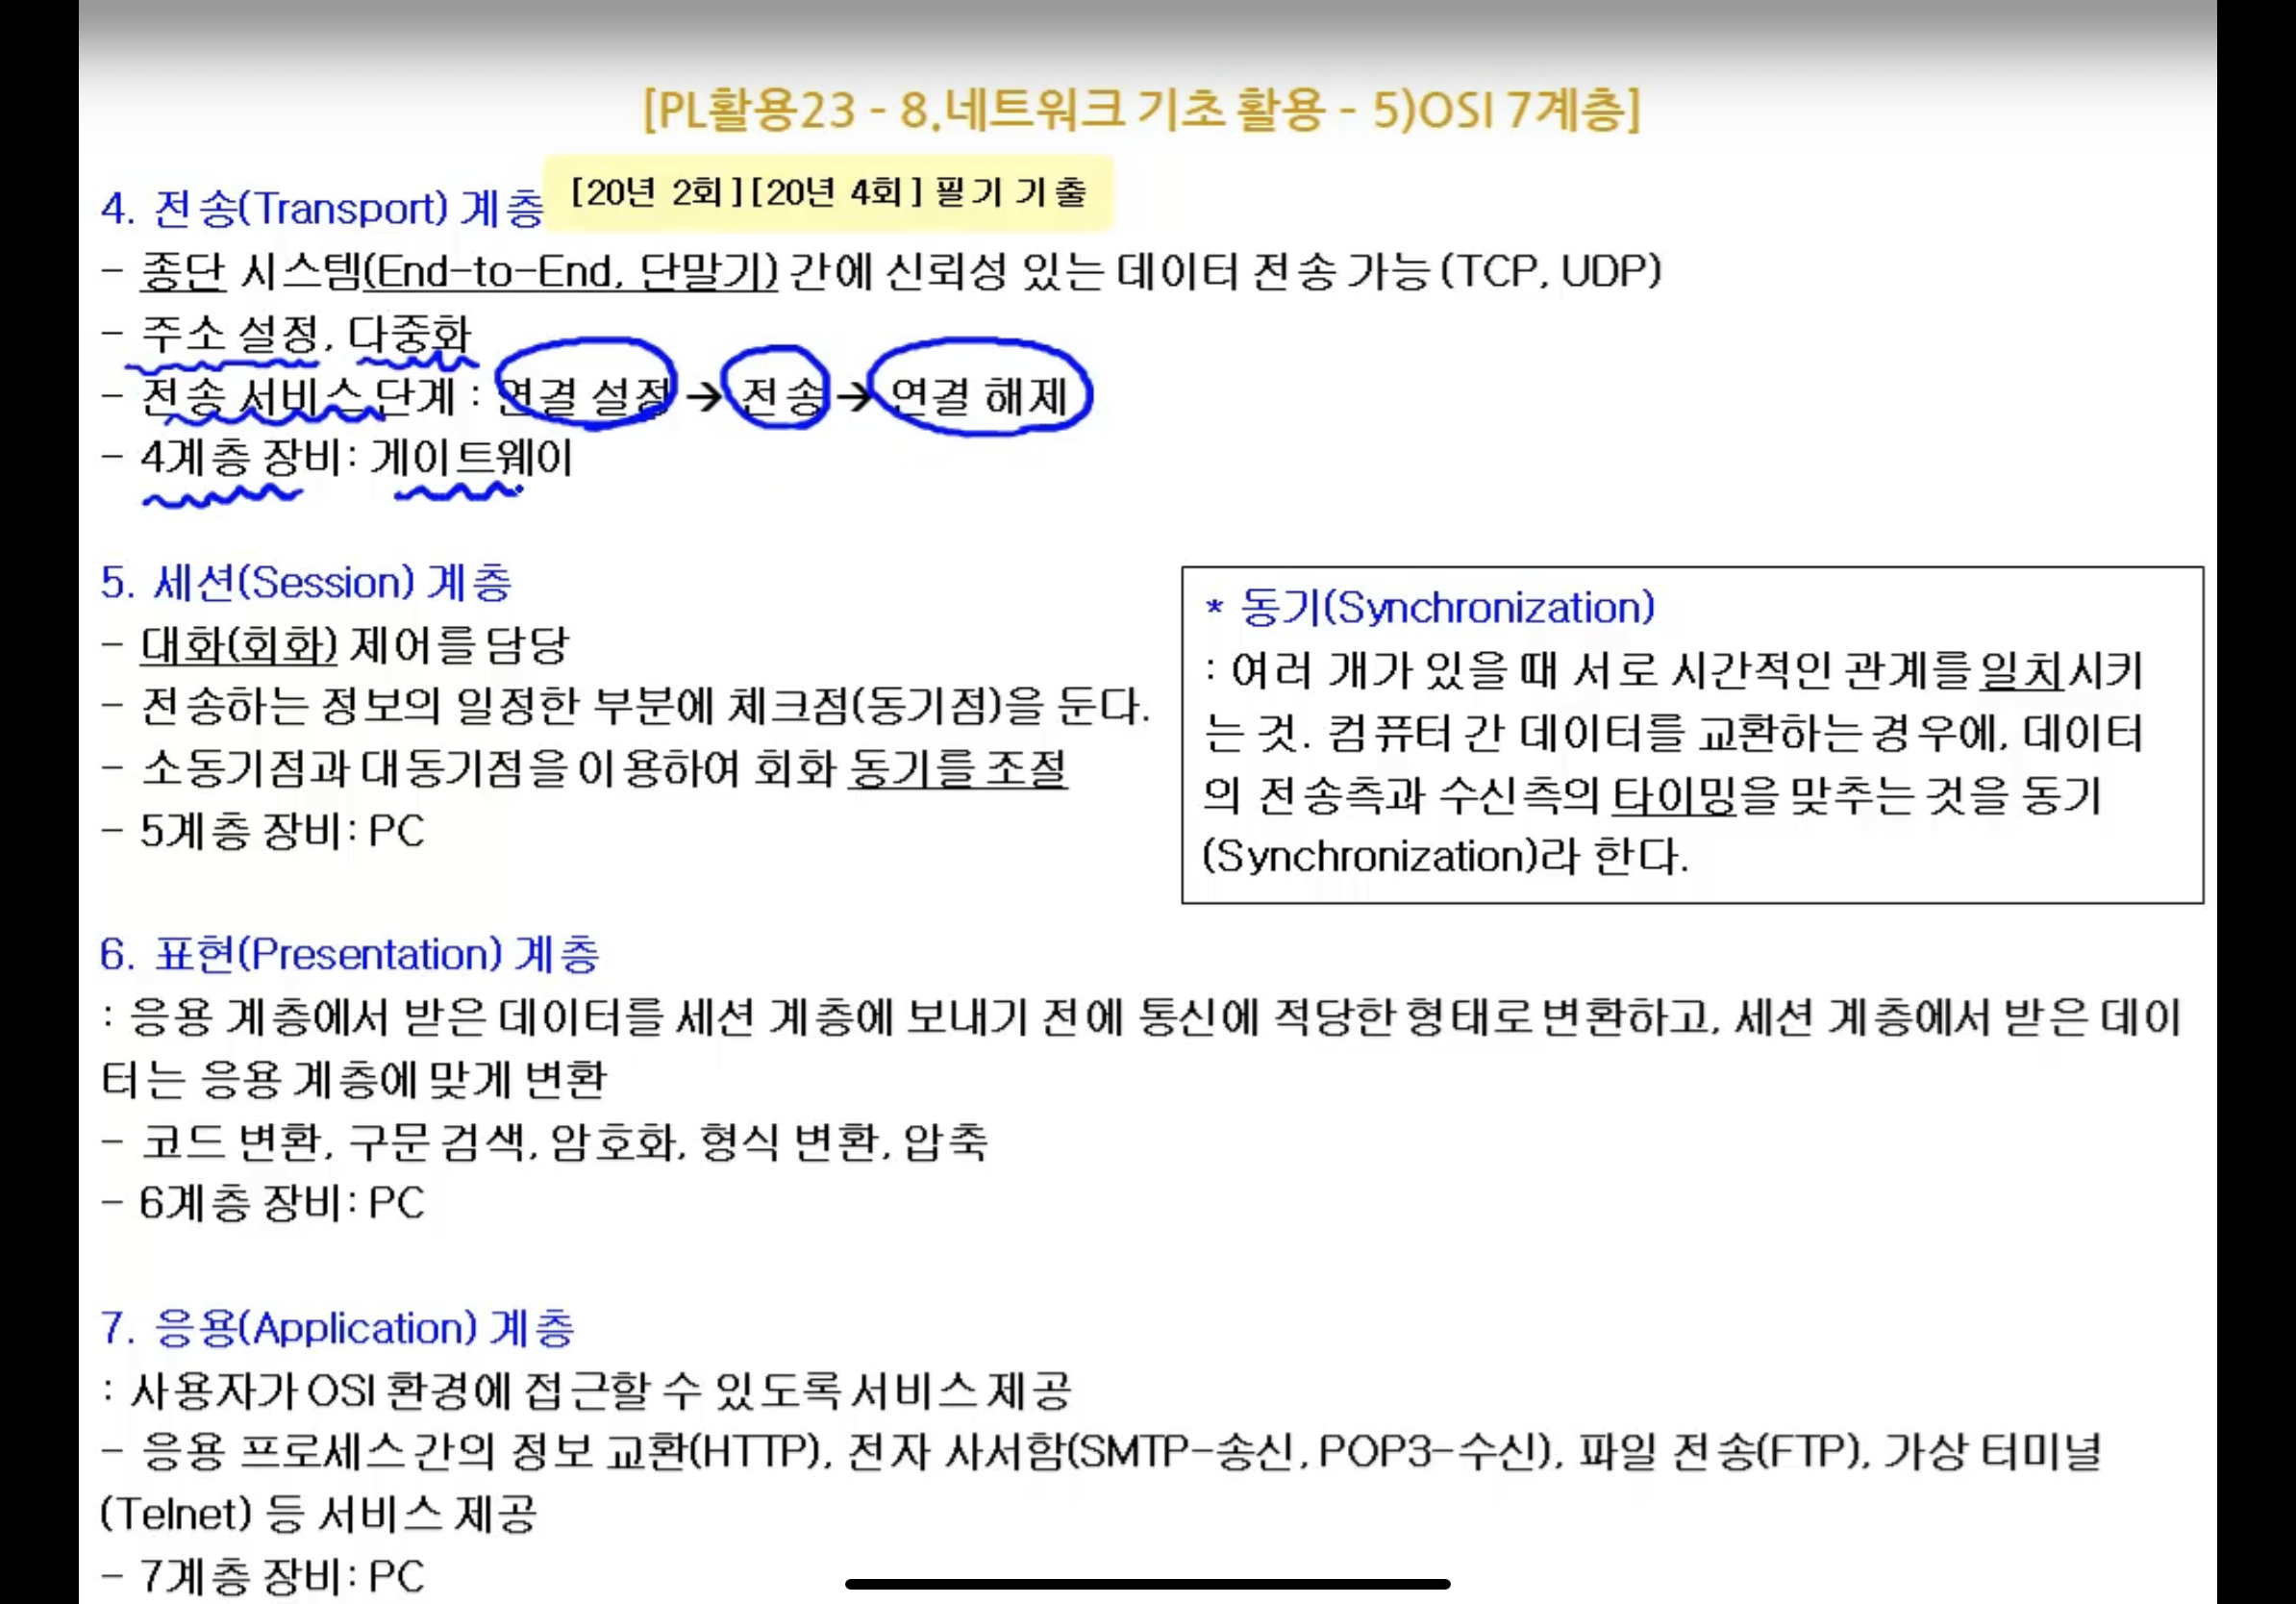 [PL활용23 - 8.네트워크 기초 활용 - 5)OSI 7계층]
4. 전송(Transport) 계층
[20년 2회][20년 4회] 필기 기출
- 종단 시스템(End-to-End, 단말기) 간에 신뢰성 있는 데이터 전송 가능(TCP, UDP)
- 주소 설정, 다중화
- 전송 서비스 단계 : 연결 설정 → 전송 → 연결 해제
- 4계층 장비: 게이트웨이
5. 세션(Session) 계층
- 대화(회화) 제어를 담당
- 전송하는 정보의 일정한 부분에 체크점(동기점)을 둔다.
- 소동기점과 대동기점을 이용하여 회화 동기를 조절
- 5계층 장비: PC
* 동기(Synchronization)
: 여러 개가 있을 때 서로 시간적인 관계를 일치시키
는 것. 컴퓨터 간 데이터를 교환하는 경우에, 데이터
의 전송측과 수신측의 타이밍을 맞추는 것을 동기
(Synchronization)라 한다.
6. 표현(Presentation) 계층
: 응용 계층에서 받은 데이터를 세션 계층에 보내기 전에 통신에 적당한 형태로 변환하고, 세션 계층에서 받은 데이
터는 응용 계층에 맞게 변환
- 코드 변환, 구문 검색, 암호화, 형식 변환, 압축
- 6계층 장비: PC
7. 응용(Application) 계층
: 사용자가 OSI 환경에 접근할 수 있도록 서비스 제공
- 응용 프로세스 간의 정보 교환(HTTP), 전자 사서함(SMTP-송신, POP3-수신), 파일 전송(FTP), 가상 터미널
(Telnet) 등 서비스 제공
- 7계층 장비: PC